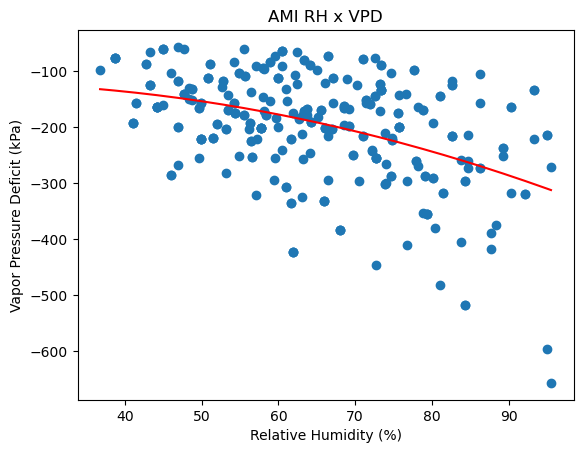 AMI RH x VPD
Vapor Pressure Deficit (kPa)
−100
−200
−300
−400
−500
−600
40 50 60 70 80 90
Relative Humidity (%)